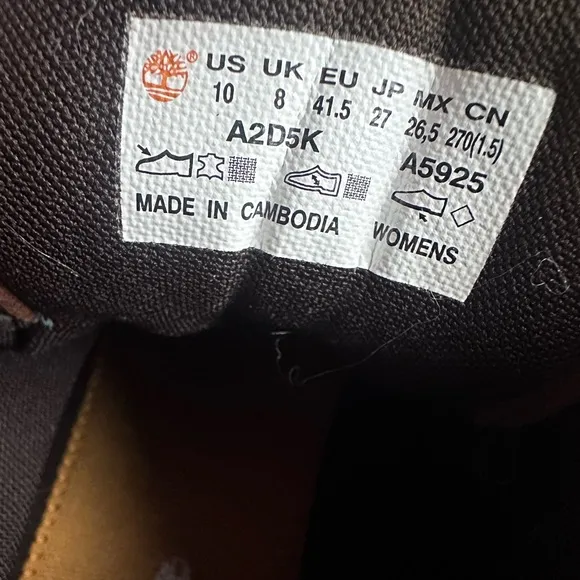 ® US UK EU JP MX CN
10 8 41.5 27 26,5 270(1.5)
A2D5K A5925
MADE IN CAMBODIA WOMENS